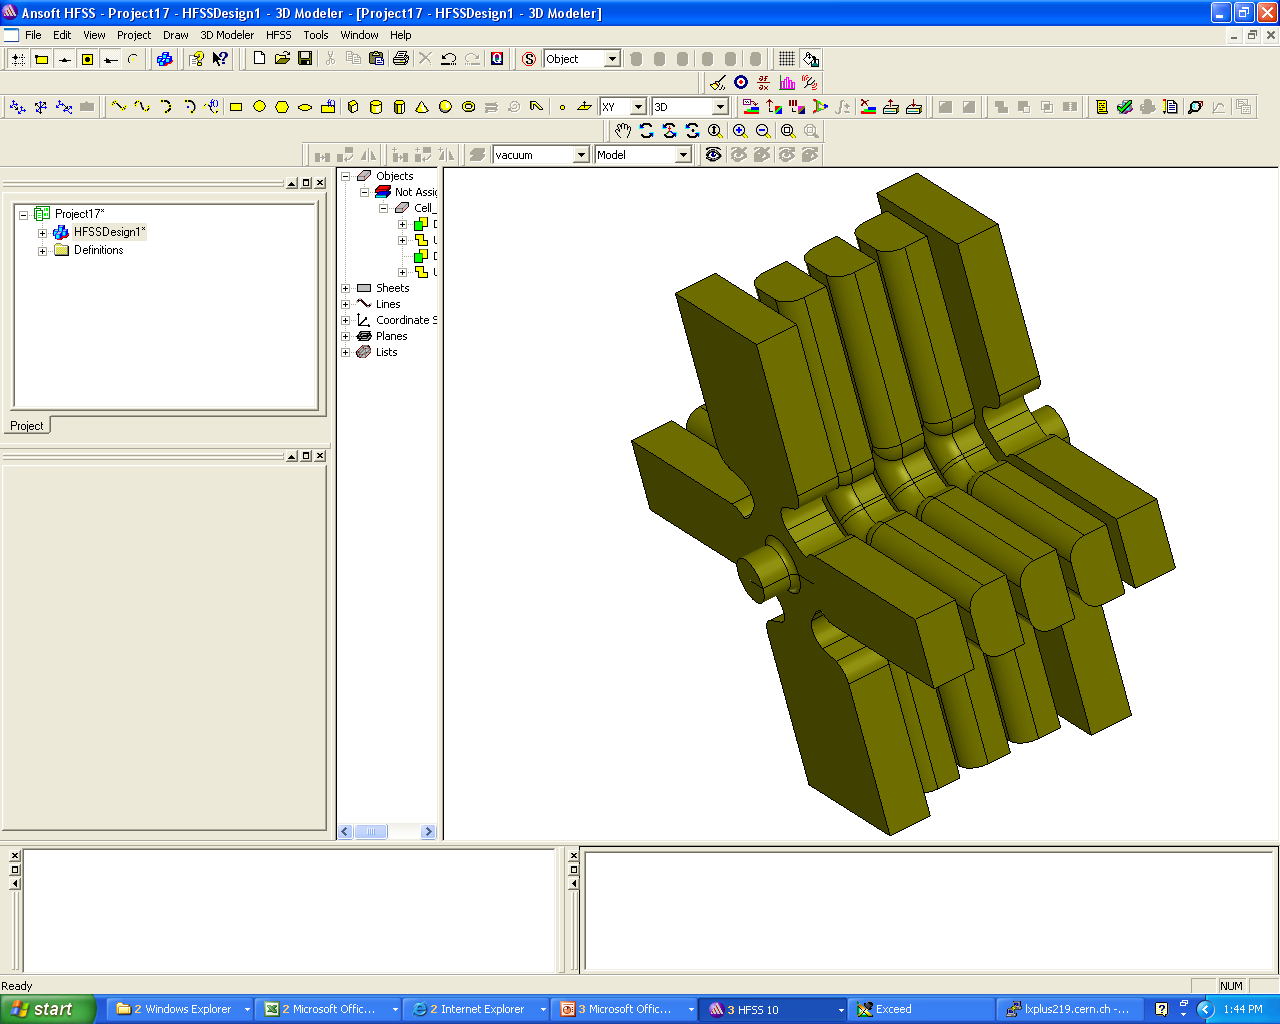 Ansoft HFSS - Project17 - HFSSDesign1 - 3D Modeler - [Project17 - HFSSDesign1 - 3D Modeler]
File Edit View Project Draw 3D Modeler HFSS Tools Window Help
Object
XY 3D
vacuum Model
Project17*
HFSSDesign1*
Definitions
Project
Objects
Not Assig
Cell_
Sheets
Lines
Coordinate S
Planes
Lists
Ready
NUM
start
2 Windows Explorer
2 Microsoft Offic...
2 Internet Explorer
3 Microsoft Offic...
3 HFSS 10
Exceed
lxplus219.cern.ch -...
1:44 PM